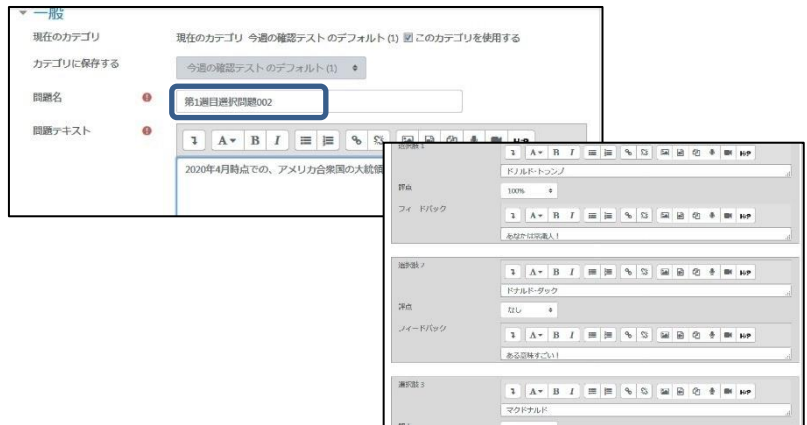 一般
現在のカテゴリ 現在のカテゴリ 今週の確認テスト のデフォルト (1) このカテゴリを使用する
カテゴリに保存する 今週の確認テスト のデフォルト (1)
問題名 第1週目選択問題002
問題テキスト
A B I H-P
2020年4月時点での、アメリカ合衆国の大統領
選択肢 1 A B I H-P
ドナルド・トランプ
評点 100%
フィードバック A B I H-P
あなたは常識人!
選択肢 2 A B I H-P
ドナルド・ダック
評点 なし
フィードバック A B I H-P
ある意味すごい!
選択肢 3 A B I H-P
マクドナルド